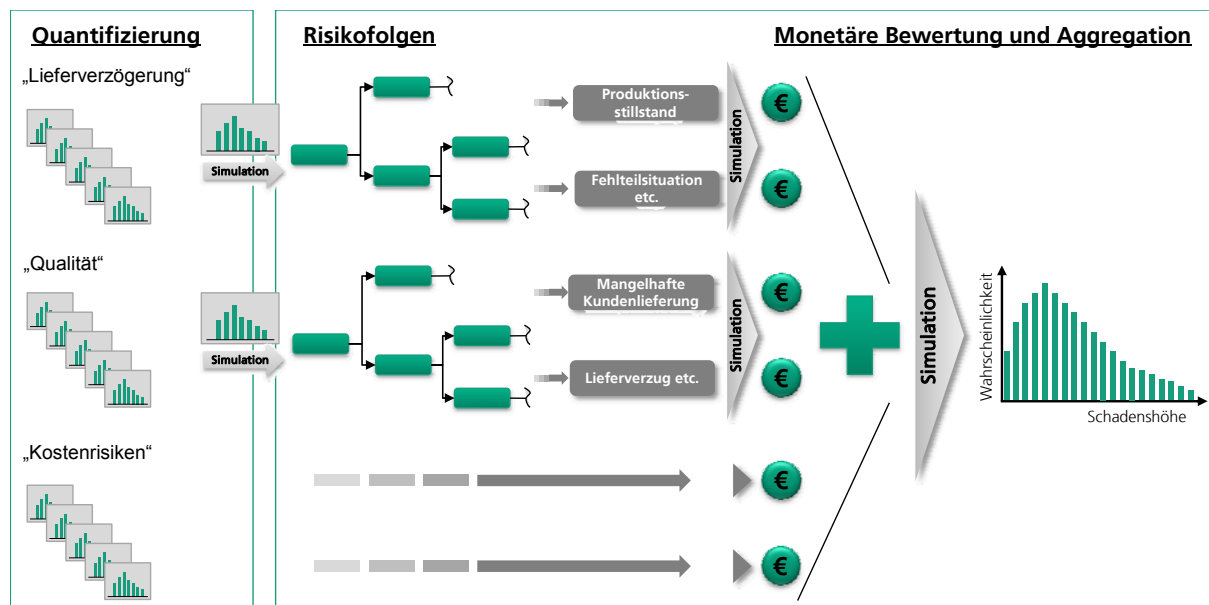 Quantifizierung
Risikofolgen
Monetäre Bewertung und Aggregation
„Lieferverzögerung“
Simulation
Produktions-
stillstand
Fehlteilsituation
etc.
Simulation
€
€
„Qualität“
Simulation
Mangelhafte
Kundenlieferung
Lieferverzug etc.
Simulation
€
€
„Kostenrisiken“
€
€
Simulation
Wahrscheinlichkeit
Schadenshöhe